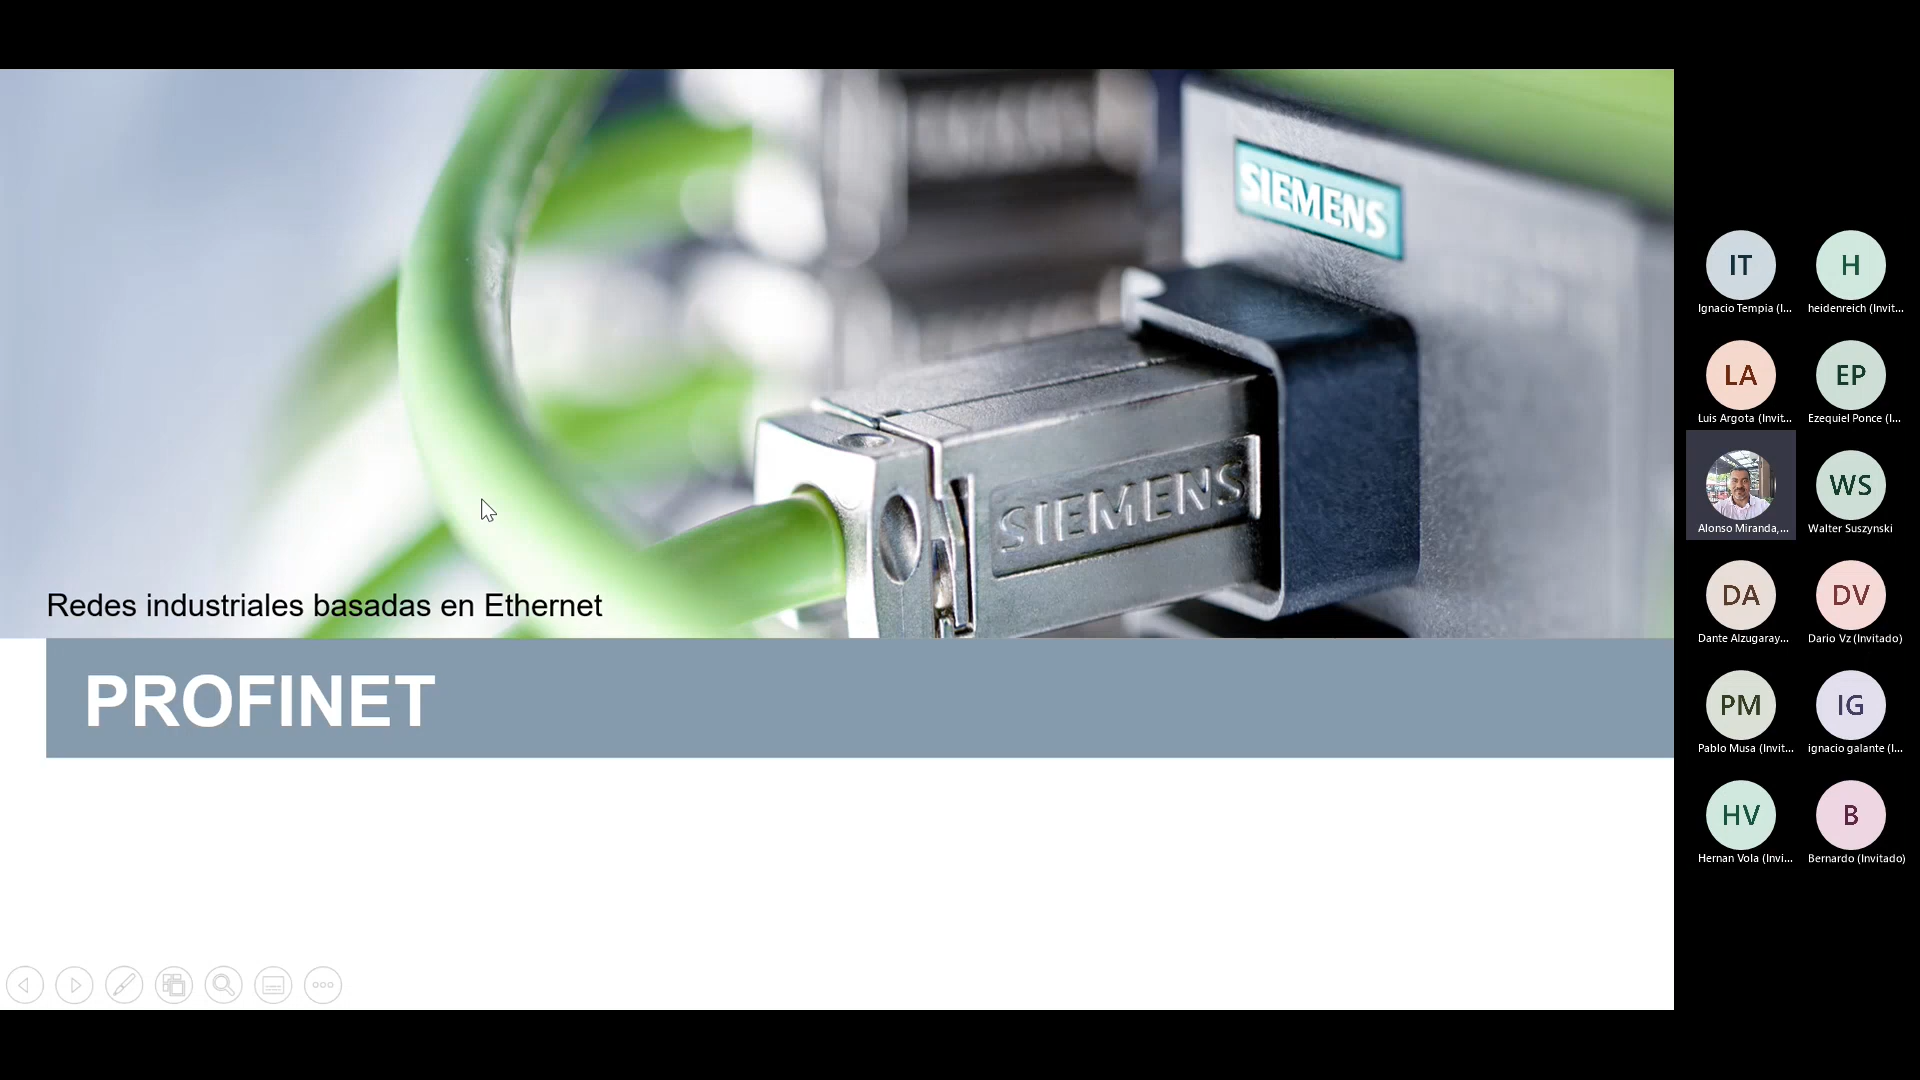 SIEMENS
SIEMENS
Redes industriales basadas en Ethernet
PROFINET
IT
Ignacio Tempia (I...
H
heidenreich (Invit...
LA
Luis Argota (Invit...
EP
Ezequiel Ponce (I...
Alonso Miranda,...
WS
Walter Suszynski
DA
Dante Alzugaray...
DV
Dario Vz (Invitado)
PM
Pablo Musa (Invit...
IG
ignacio galante (I...
HV
Hernan Vola (Invi...
B
Bernardo (Invitado)